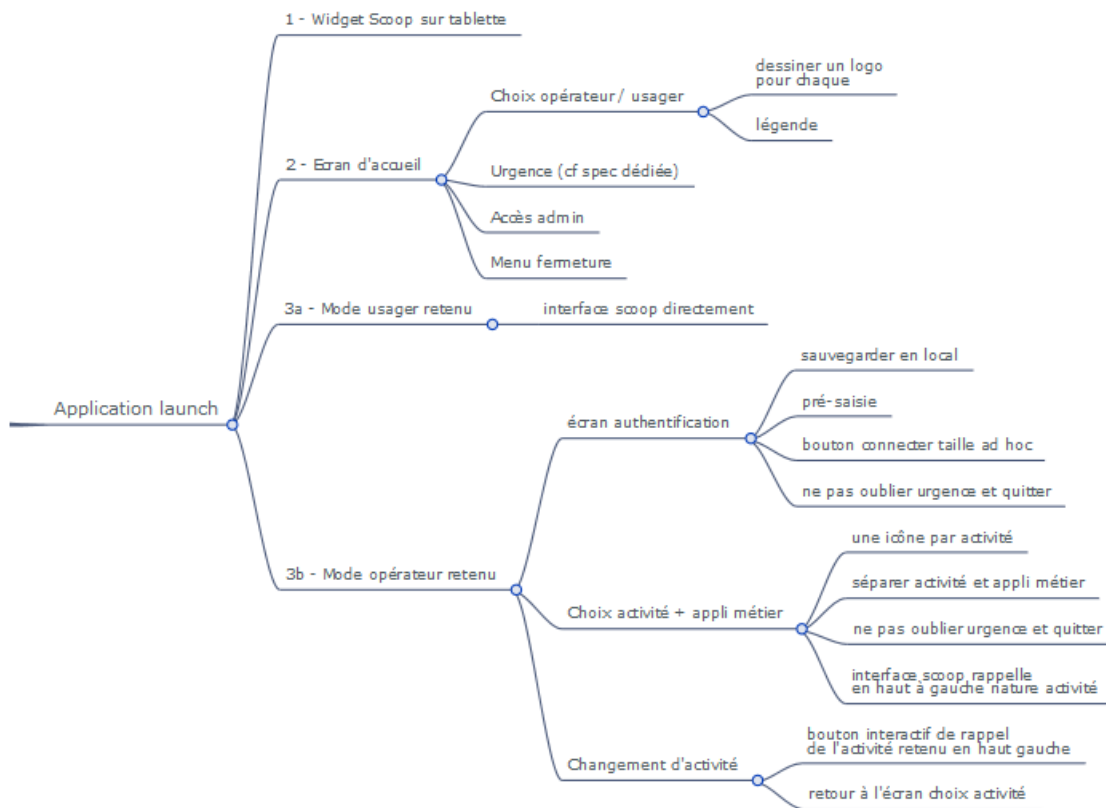 Application launch
1 - Widget Scoop sur tablette
2 - Ecran d'accueil
Choix opérateur / usager
dessiner un logo
pour chaque
légende
Urgence (cf spec dédiée)
Accès admin
Menu fermeture
3a - Mode usager retenu
interface scoop directement
3b - Mode opérateur retenu
écran authentification
sauvegarder en local
pré-saisie
bouton connecter taille ad hoc
ne pas oublier urgence et quitter
Choix activité + appli métier
une icône par activité
séparer activité et appli métier
ne pas oublier urgence et quitter
interface scoop rappelle
en haut à gauche nature activité
Changement d'activité
bouton interactif de rappel
de l'activité retenu en haut gauche
retour à l'écran choix activité